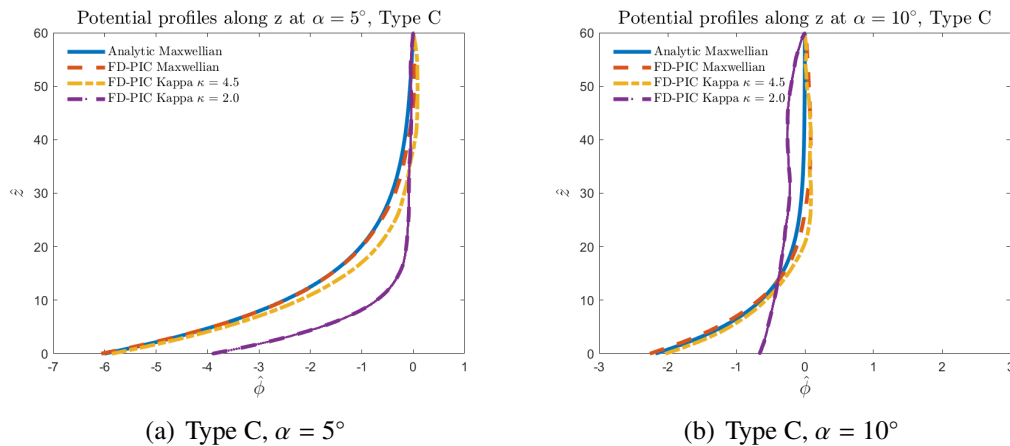 Potential profiles along z at α = 5°, Type C
60
50
40
30
20
10
0
ẑ
Analytic Maxwellian
FD-PIC Maxwellian
FD-PIC Kappa κ = 4.5
FD-PIC Kappa κ = 2.0
-7 -6 -5 -4 -3 -2 -1 0 1
ϕ̂
(a) Type C, α = 5°
Potential profiles along z at α = 10°, Type C
60
50
40
30
20
10
0
ẑ
Analytic Maxwellian
FD-PIC Maxwellian
FD-PIC Kappa κ = 4.5
FD-PIC Kappa κ = 2.0
-3 -2 -1 0 1 2 3
ϕ̂
(b) Type C, α = 10°